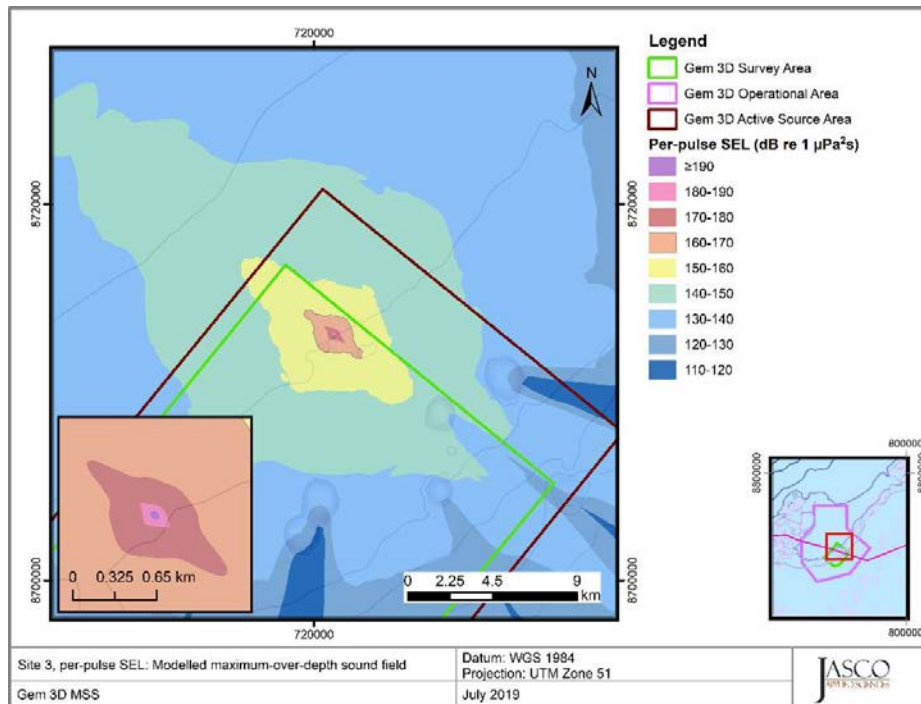 720000
N
8720000
8720000
8700000
8700000
0 0.325 0.65 km
0 2.25 4.5 9
km
720000
Legend
Gem 3D Survey Area
Gem 3D Operational Area
Gem 3D Active Source Area
Per-pulse SEL (dB re 1 µPa²s)
≥190
180-190
170-180
160-170
150-160
140-150
130-140
120-130
110-120
800000
8800000
800000
Site 3, per-pulse SEL: Modelled maximum-over-depth sound field
Gem 3D MSS
Datum: WGS 1984
Projection: UTM Zone 51
July 2019
JASCO
APPLIED SCIENCES